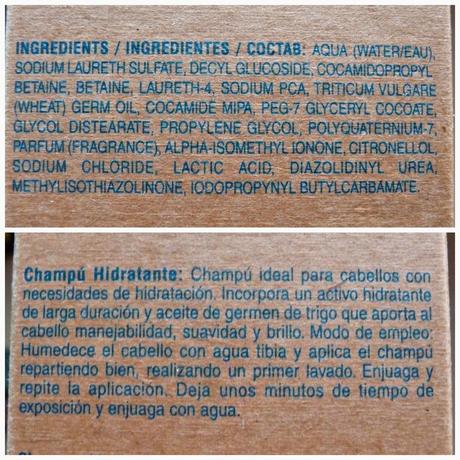 INGREDIENTS / INGREDIENTES / COCTAB: AQUA (WATER/EAU),
SODIUM LAURETH SULFATE, DECYL GLUCOSIDE, COCAMIDOPROPYL
BETAINE, BETAINE, LAURETH-4, SODIUM PCA, TRITICUM VULGARE
(WHEAT) GERM OIL, COCAMIDE MIPA, PEG-7 GLYCERYL COCOATE,
GLYCOL DISTEARATE, PROPYLENE GLYCOL, POLYQUATERNIUM-7,
PARFUM (FRAGRANCE), ALPHA-ISOMETHYL IONONE, CITRONELLOL,
SODIUM CHLORIDE, LACTIC ACID, DIAZOLIDINYL UREA,
METHYLISOTHIAZOLINONE, IODOPROPYNYL BUTYLCARBAMATE.
Champú Hidratante: Champú ideal para cabellos con
necesidades de hidratación. Incorpora un activo hidratante
de larga duración y aceite de germen de trigo que aporta al
cabello manejabilidad, suavidad y brillo. Modo de empleo:
Humedece el cabello con agua tibia y aplica el champú
repartiendo bien, realizando un primer lavado. Enjuaga y
repite la aplicación. Deja unos minutos de tiempo de
exposición y enjuaga con agua.